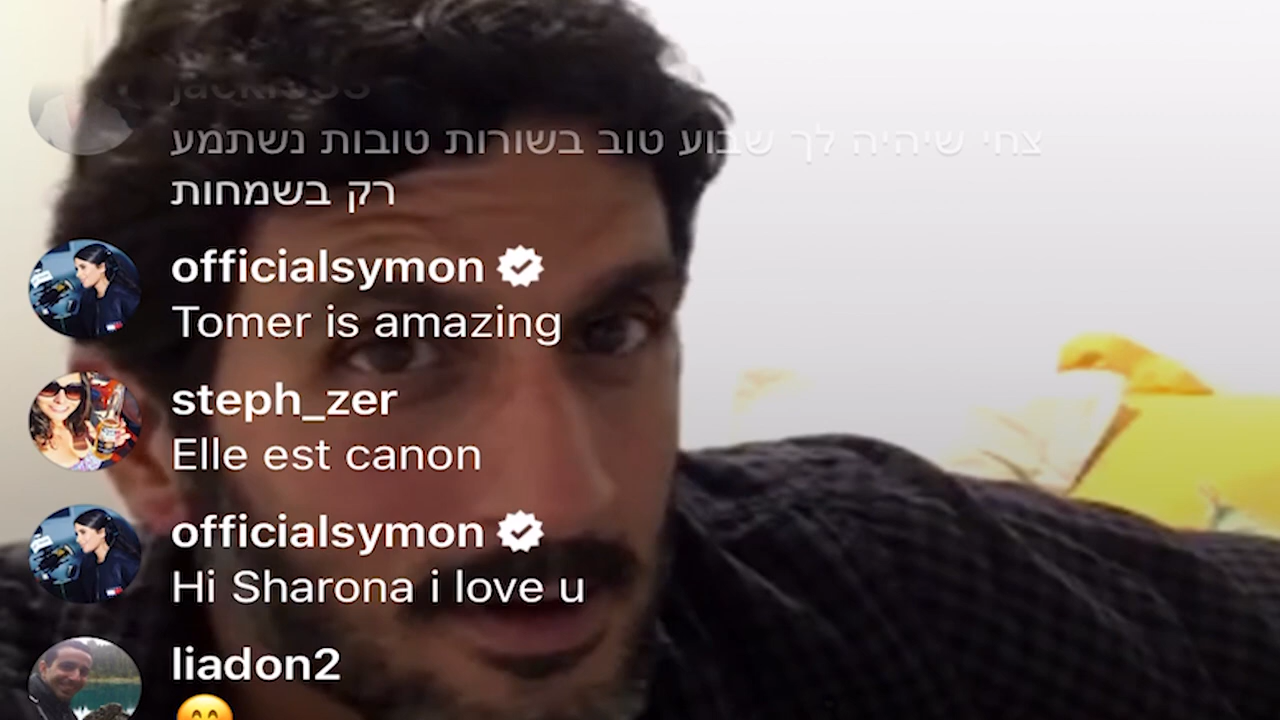 צחי שיהיה לך שבוע טוב בשורות טובות נשתמע
רק בשמחות
officialsymon
Tomer is amazing
steph_zer
Elle est canon
officialsymon
Hi Sharona i love u
liadon2